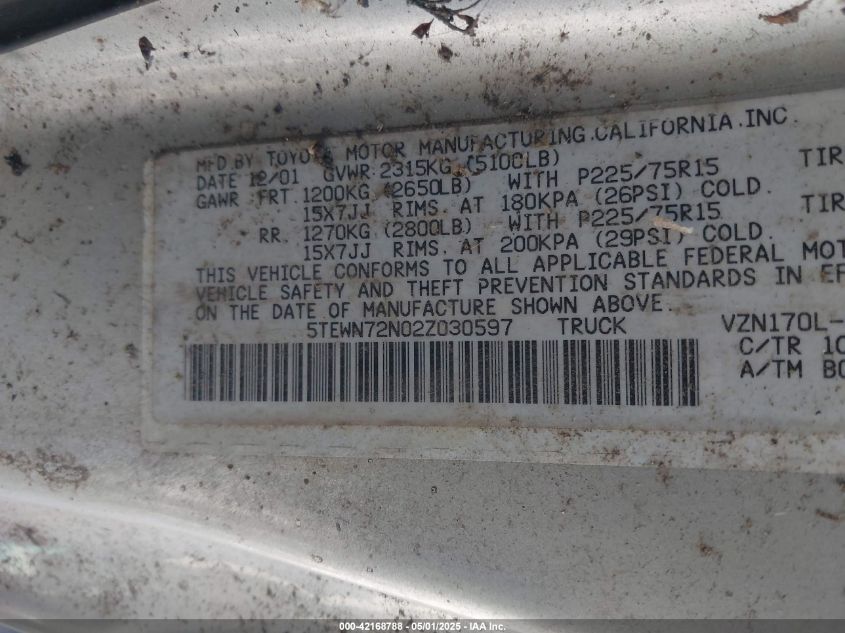 MFD BY TOYOTA MOTOR MANUFACTURING.CALIFORNIA.INC.
DATE 12/01 GVWR 2315KG (5100LB)
GAWR FRT 1200KG (2650LB) WITH P225/75R15 TIR
15X7JJ RIMS. AT 180KPA (26PSI) COLD.
RR. 1270KG (2800LB) WITH P225/75R15 TIR
15X7JJ RIMS. AT 200KPA (29PSI) COLD.
THIS VEHICLE CONFORMS TO ALL APPLICABLE FEDERAL MOT
VEHICLE SAFETY AND THEFT PREVENTION STANDARDS IN EF
ON THE DATE OF MANUFACTURE SHOWN ABOVE.
5TEWN72N02Z030597 TRUCK VZN170L-
C/TR 10
A/TM B0
000-42168788 - 05/01/2025 - IAA Inc.